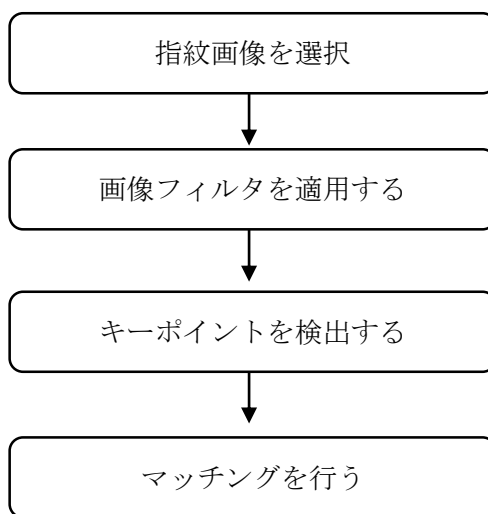 指紋画像を選択
画像フィルタを適用する
キーポイントを検出する
マッチングを行う